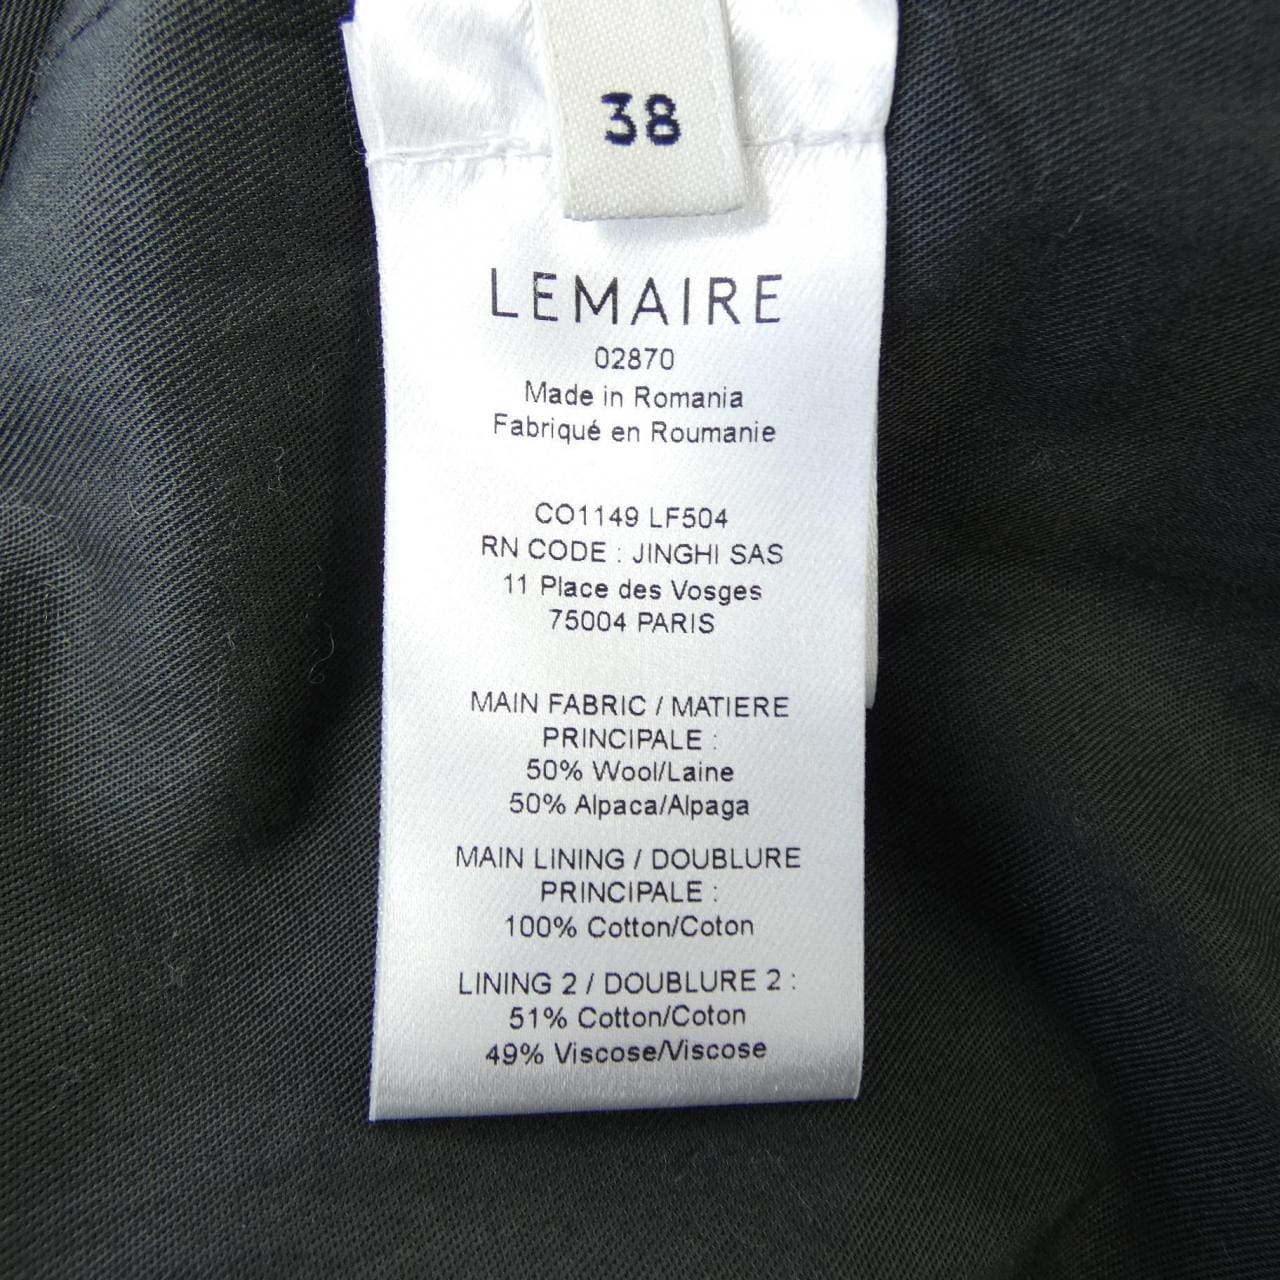 38
LEMAIRE
02870
Made in Romania
Fabriqué en Roumanie
CO1149 LF504
RN CODE : JINGHI SAS
11 Place des Vosges
75004 PARIS
MAIN FABRIC / MATIERE
PRINCIPALE :
50% Wool/Laine
50% Alpaca/Alpaga
MAIN LINING / DOUBLURE
PRINCIPALE :
100% Cotton/Coton
LINING 2 / DOUBLURE 2 :
51% Cotton/Coton
49% Viscose/Viscose